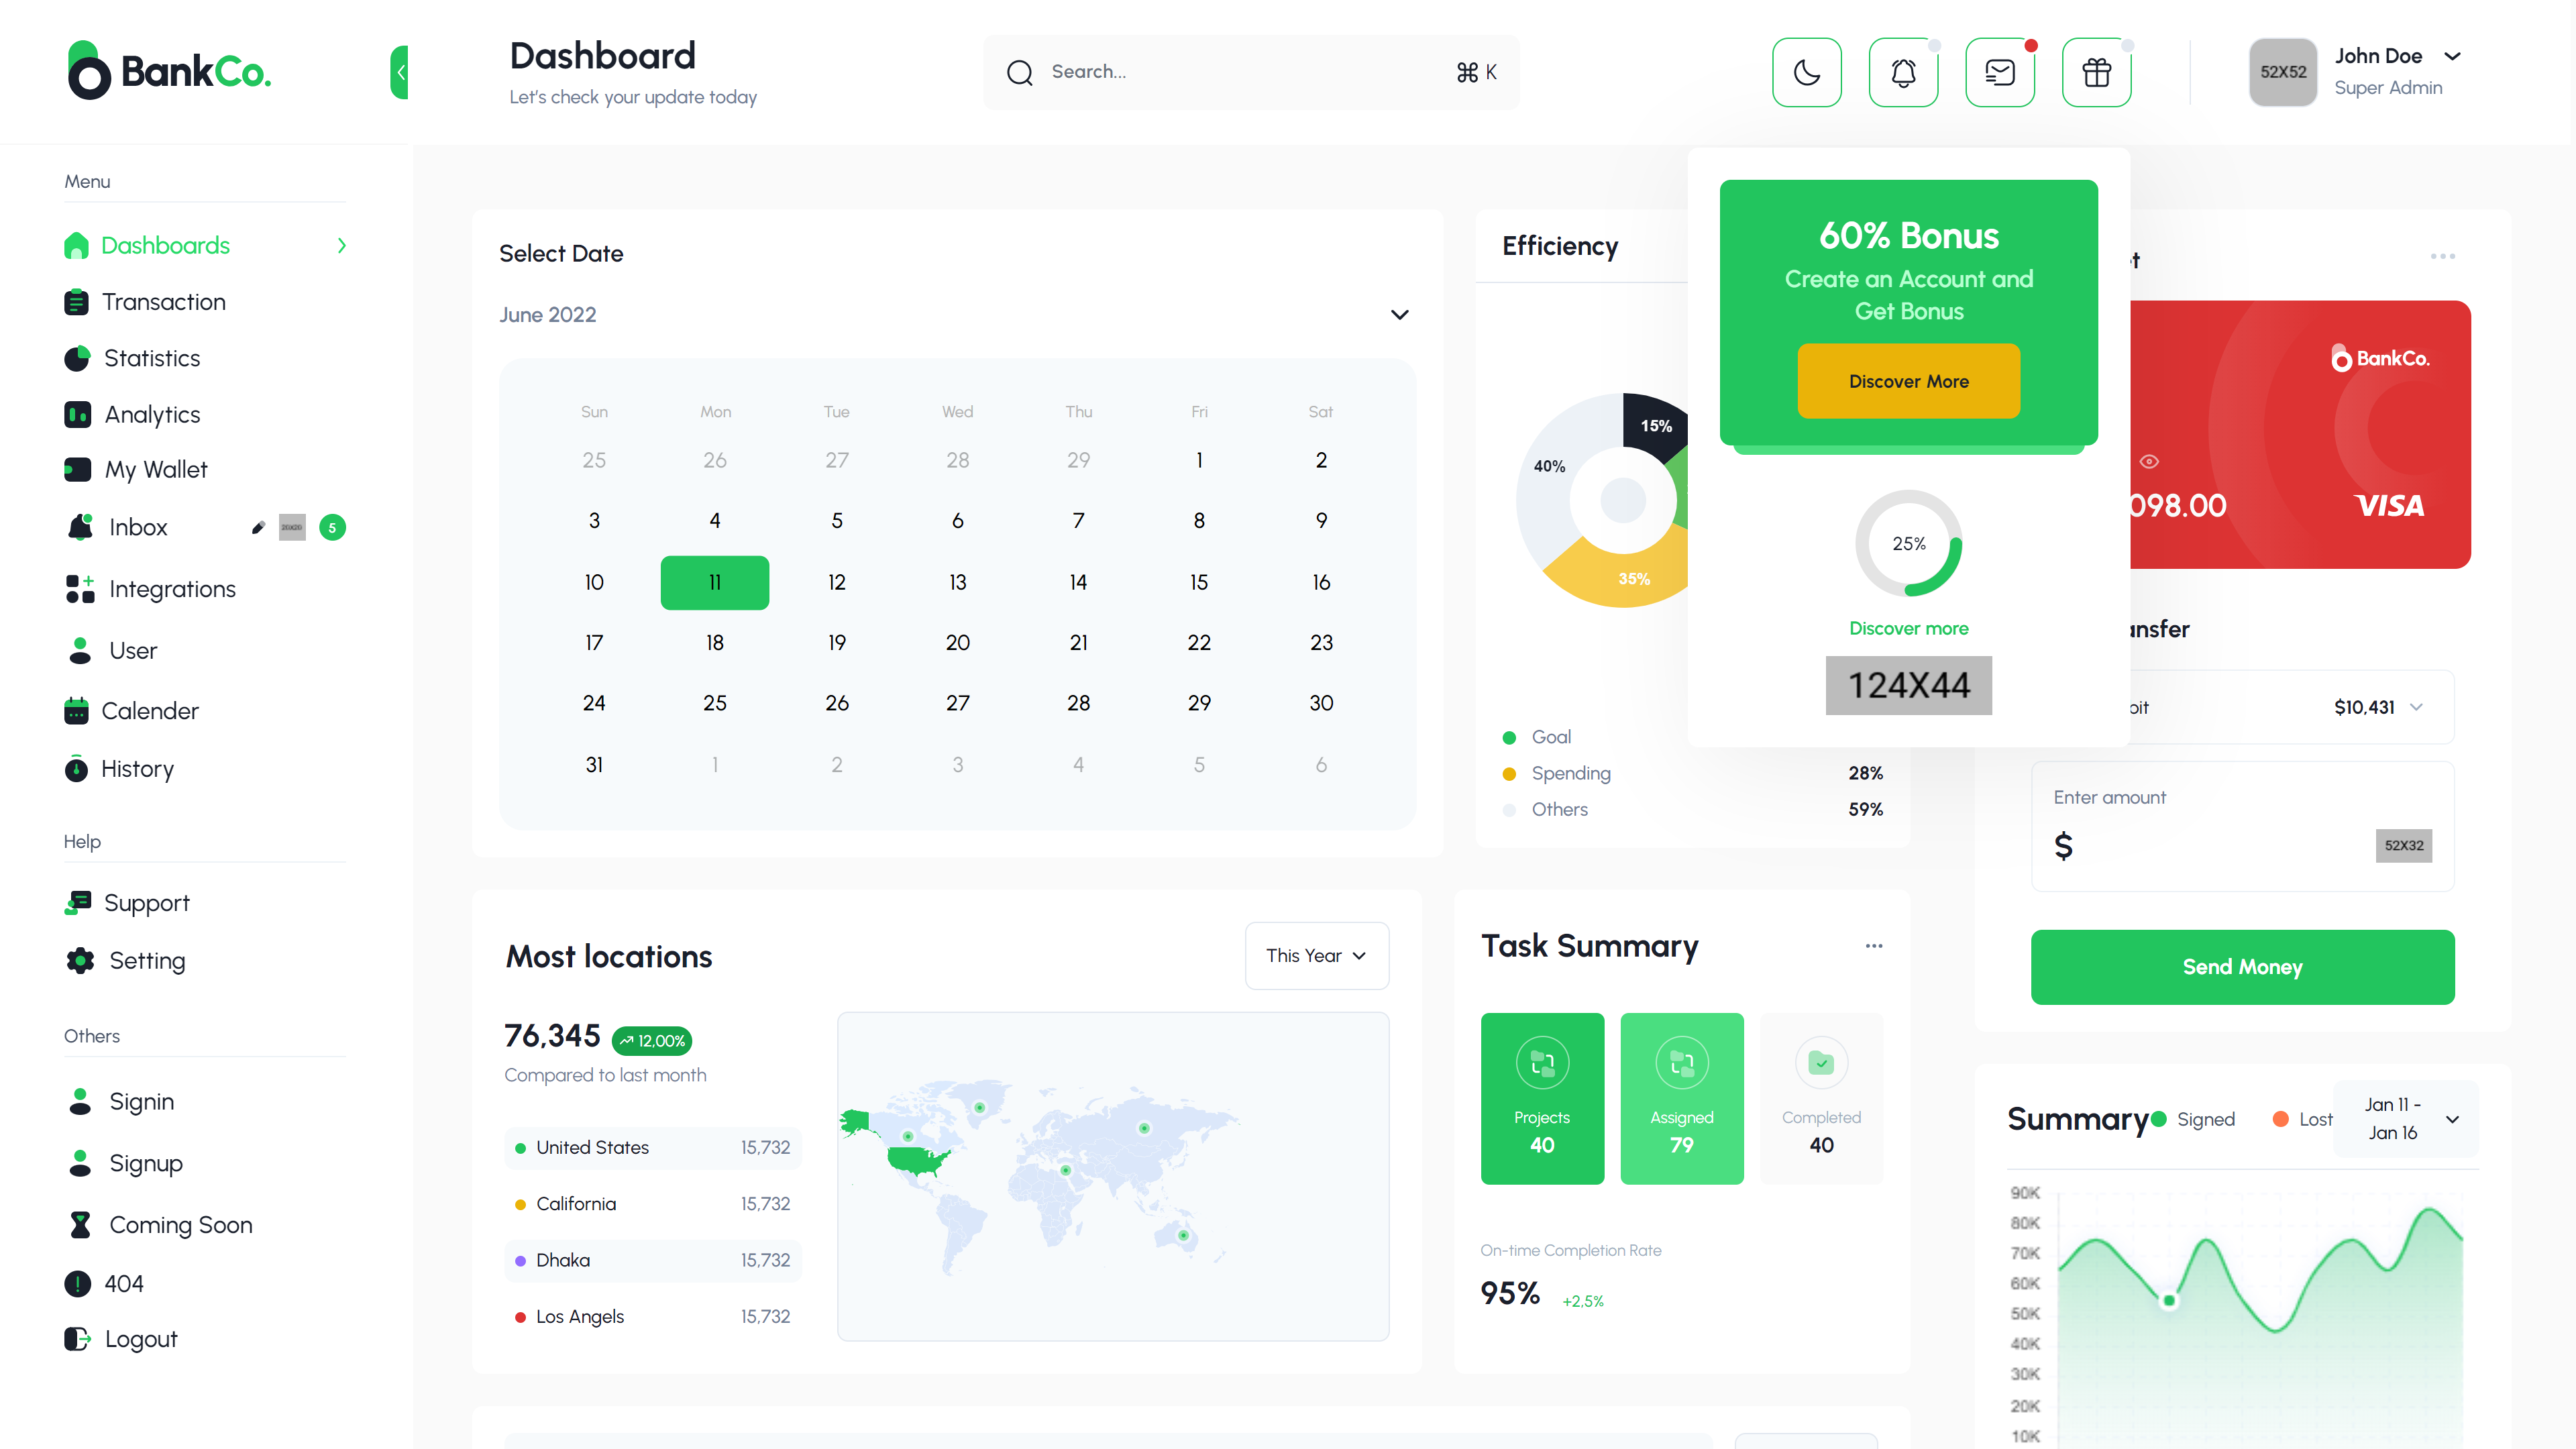 BankCo.
Dashboard
Let's check your update today
Search...
⌘ K
52X52
John Doe
Super Admin
Menu
Dashboards
Transaction
Statistics
Analytics
My Wallet
Inbox
20X20
5
Integrations
User
Calender
History
Help
Support
Setting
Others
Signin
Signup
Coming Soon
404
Logout
Select Date
June 2022
Sun Mon Tue Wed Thu Fri Sat
25 26 27 28 29 1 2
3 4 5 6 7 8 9
10 11 12 13 14 15 16
17 18 19 20 21 22 23
24 25 26 27 28 29 30
31 1 2 3 4 5 6
Efficiency
15%
40%
35%
Goal
Spending 28%
Others 59%
60% Bonus
Create an Account and
Get Bonus
Discover More
25%
Discover more
124X44
BankCo.
098.00
VISA
$10,431
Enter amount
$
52X32
Send Money
Most locations
This Year
76,345
12,00%
Compared to last month
United States 15,732
California 15,732
Dhaka 15,732
Los Angels 15,732
Task Summary
Projects
40
Assigned
79
Completed
40
On-time Completion Rate
95%
+2,5%
Summary
Signed
Lost
Jan 11 -
Jan 16
90K
80K
70K
60K
50K
40K
30K
20K
10K